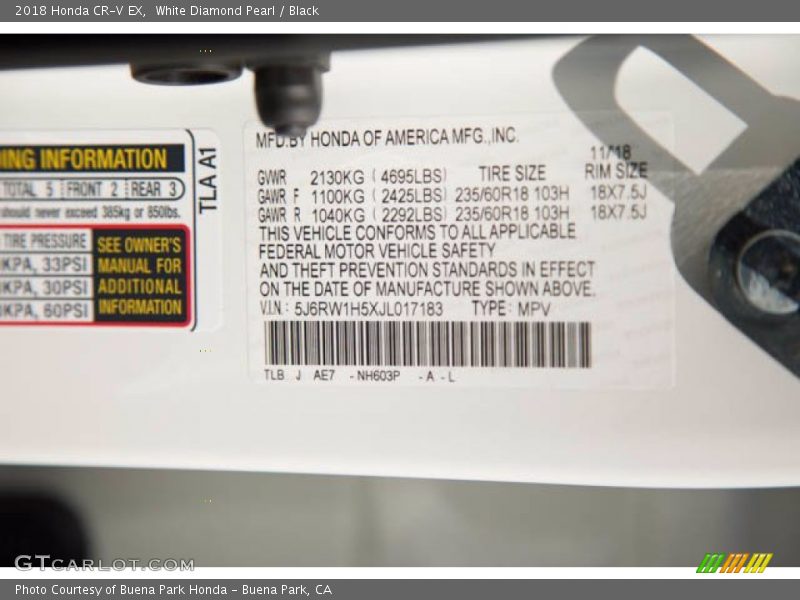 2018 Honda CR-V EX,  White Diamond Pearl / Black
MFD.BY HONDA OF AMERICA MFG.,INC.
11/18
GVWR 2130KG ( 4695LBS) TIRE SIZE RIM SIZE
GAWR F 1100KG ( 2425LBS) 235/60R18 103H 18X7.5J
GAWR R 1040KG ( 2292LBS) 235/60R18 103H 18X7.5J
THIS VEHICLE CONFORMS TO ALL APPLICABLE
FEDERAL MOTOR VEHICLE SAFETY
AND THEFT PREVENTION STANDARDS IN EFFECT
ON THE DATE OF MANUFACTURE SHOWN ABOVE.
V.I.N.: 5J6RW1H5XJL017183 TYPE: MPV
TLB J AE7 -NH603P -A-L
ING INFORMATION
TOTAL 5 FRONT 2 REAR 3
should never exceed 385kg or 850lbs.
TIRE PRESSURE
KPA, 33PSI
KPA, 30PSI
KPA, 60PSI
SEE OWNER'S
MANUAL FOR
ADDITIONAL
INFORMATION
TLA A1
GTCARLOT.COM
Photo Courtesy of Buena Park Honda - Buena Park, CA